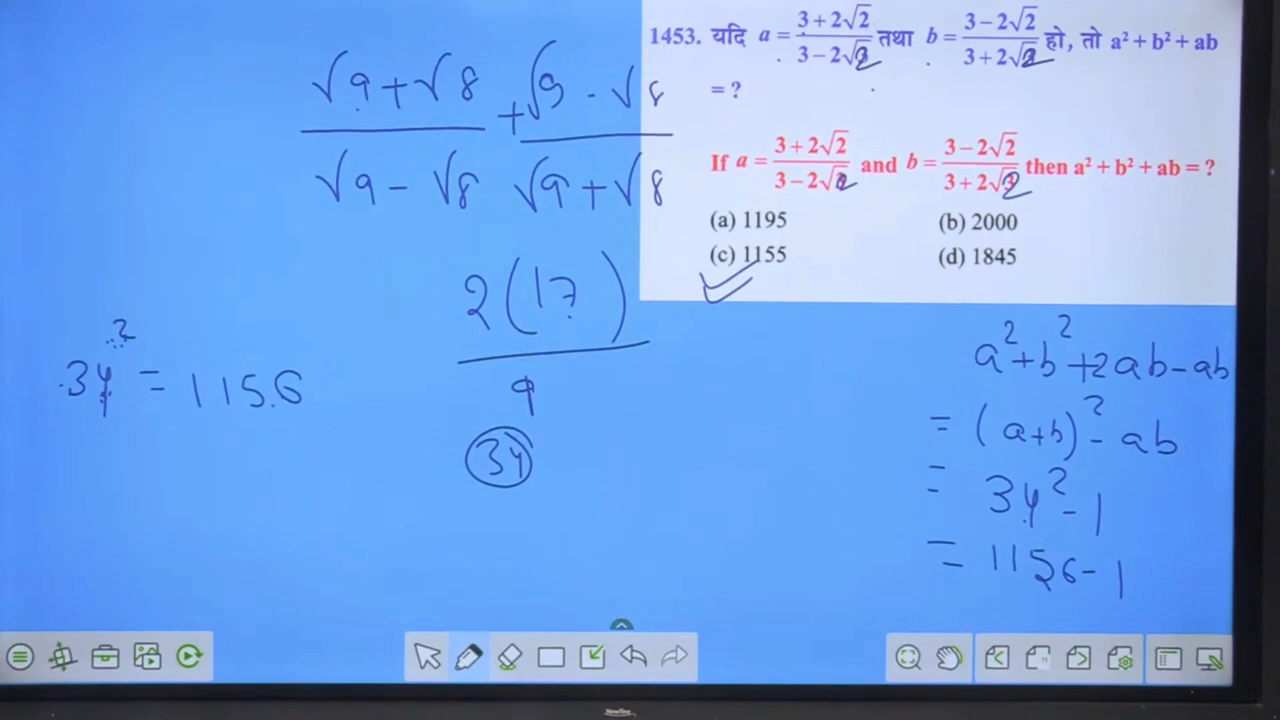 1453. यदि a = 3+2√2 / 3−2√2 तथा b = 3−2√2 / 3+2√2 हो, तो a² + b² + ab
= ?
If a = 3+2√2 / 3−2√2 and b = 3−2√2 / 3+2√2 then a² + b² + ab = ?
(a) 1195 (b) 2000
(c) 1155 (d) 1845
√9+√8 / √9−√8 + √9−√8 / √9+√8
2(17) / 9
34
34² = 1156
a²+b²+2ab−ab
= (a+b)²−ab
= 34²−1
= 1156−1